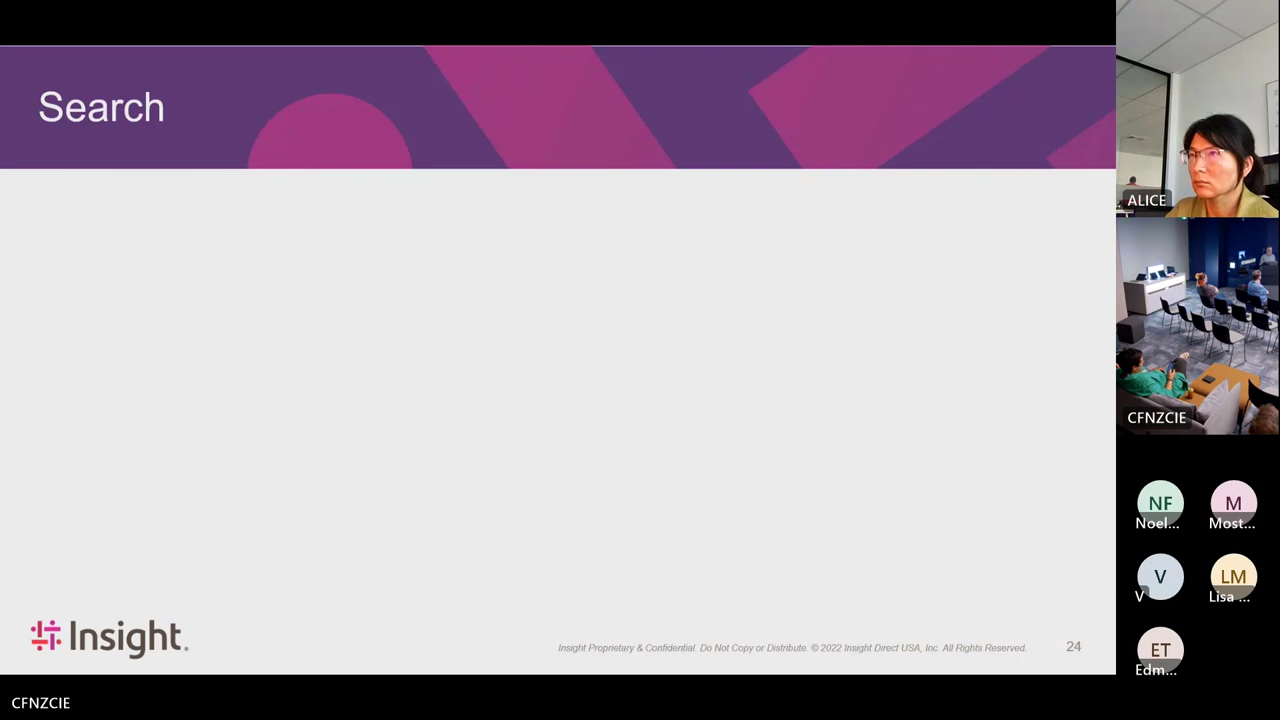 Search
Insight.
Insight Proprietary & Confidential. Do Not Copy or Distribute. © 2022 Insight Direct USA, Inc. All Rights Reserved.
24
CFNZCIE
ALICE
CFNZCIE
NF
Noel...
M
Most...
V
V
LM
Lisa ...
ET
Edm...